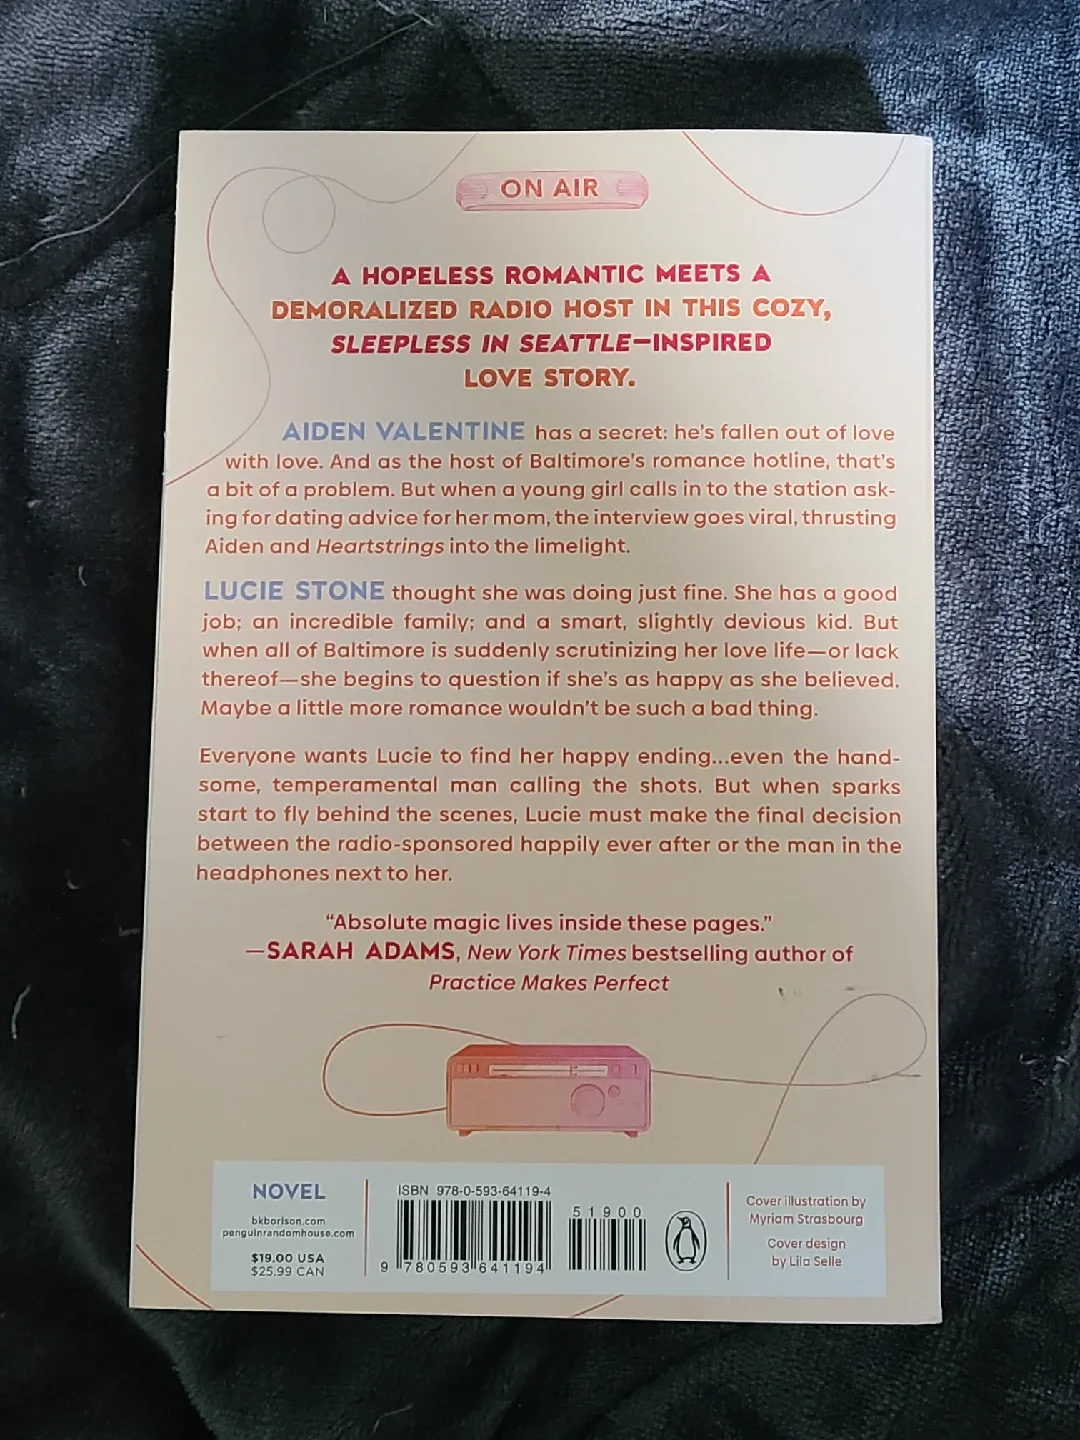 ON AIR
A HOPELESS ROMANTIC MEETS A
DEMORALIZED RADIO HOST IN THIS COZY,
SLEEPLESS IN SEATTLE—INSPIRED
LOVE STORY.
AIDEN VALENTINE has a secret: he's fallen out of love
with love. And as the host of Baltimore's romance hotline, that's
a bit of a problem. But when a young girl calls in to the station ask-
ing for dating advice for her mom, the interview goes viral, thrusting
Aiden and Heartstrings into the limelight.
LUCIE STONE thought she was doing just fine. She has a good
job; an incredible family; and a smart, slightly devious kid. But
when all of Baltimore is suddenly scrutinizing her love life—or lack
thereof—she begins to question if she's as happy as she believed.
Maybe a little more romance wouldn't be such a bad thing.
Everyone wants Lucie to find her happy ending...even the hand-
some, temperamental man calling the shots. But when sparks
start to fly behind the scenes, Lucie must make the final decision
between the radio-sponsored happily ever after or the man in the
headphones next to her.
"Absolute magic lives inside these pages."
—SARAH ADAMS, New York Times bestselling author of
Practice Makes Perfect
NOVEL
bkborison.com
penguinrandomhouse.com
$19.00 USA
$25.99 CAN
ISBN 978-0-593-64119-4
9 780593 641194
51900
Cover illustration by
Myriam Strasbourg
Cover design
by Lila Selle